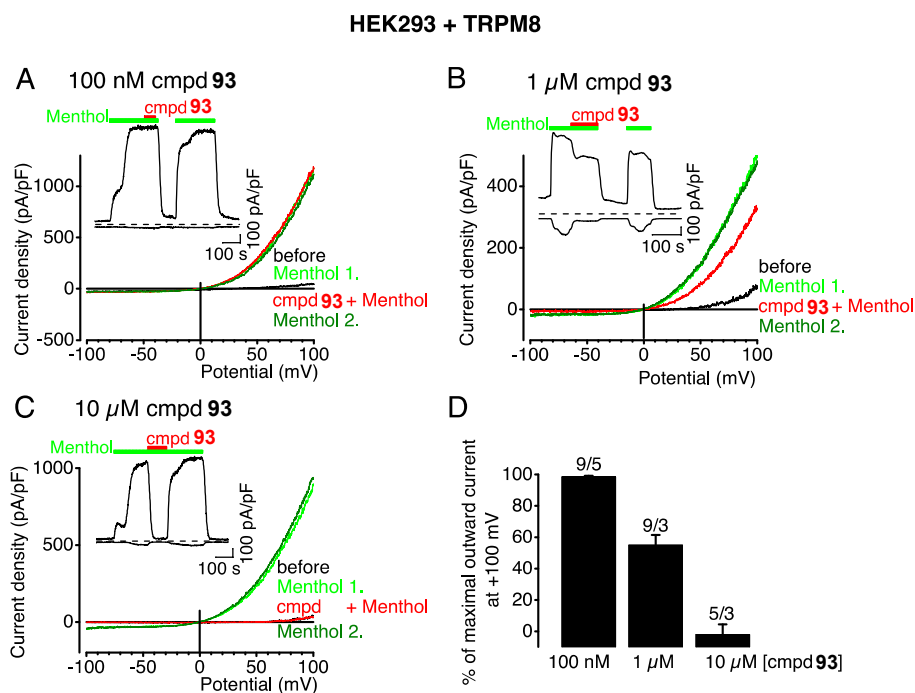 HEK293 + TRPM8
A
100 nM cmpd 93
cmpd 93
Menthol
Current density (pA/pF)
1000
500
0
-500
100 pA/pF
100 s
before
Menthol 1.
cmpd 93 + Menthol
Menthol 2.
-100 -50 0 50 100
Potential (mV)
B
1 µM cmpd 93
cmpd 93
Menthol
Current density (pA/pF)
400
200
0
100 pA/pF
100 s
before
Menthol 1.
cmpd 93 + Menthol
Menthol 2.
-100 -50 0 50 100
Potential (mV)
C
10 µM cmpd 93
Menthol
cmpd 93
Current density (pA/pF)
1000
500
0
100 pA/pF
100 s
before
Menthol 1.
cmpd + Menthol
Menthol 2.
-100 -50 0 50 100
Potential (mV)
D
% of maximal outward current
at +100 mV
100
80
60
40
20
0
9/5
9/3
5/3
100 nM 1 µM 10 µM [cmpd 93]